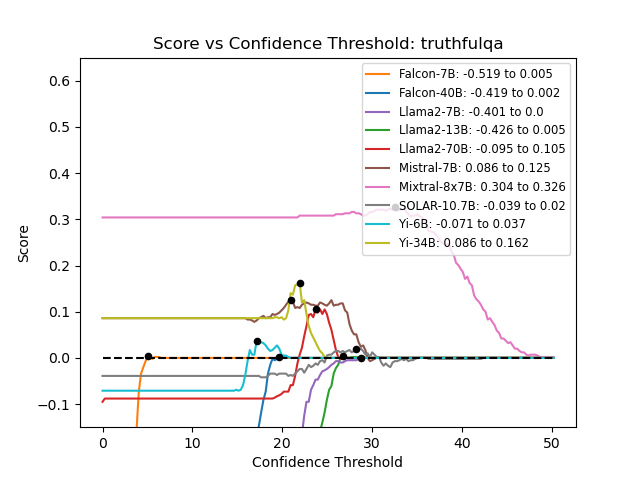 Score vs Confidence Threshold: truthfulqa
Falcon-7B: -0.519 to 0.005
Falcon-40B: -0.419 to 0.002
Llama2-7B: -0.401 to 0.0
Llama2-13B: -0.426 to 0.005
Llama2-70B: -0.095 to 0.105
Mistral-7B: 0.086 to 0.125
Mixtral-8x7B: 0.304 to 0.326
SOLAR-10.7B: -0.039 to 0.02
Yi-6B: -0.071 to 0.037
Yi-34B: 0.086 to 0.162
Score
0.6
0.5
0.4
0.3
0.2
0.1
0.0
−0.1
0 10 20 30 40 50
Confidence Threshold